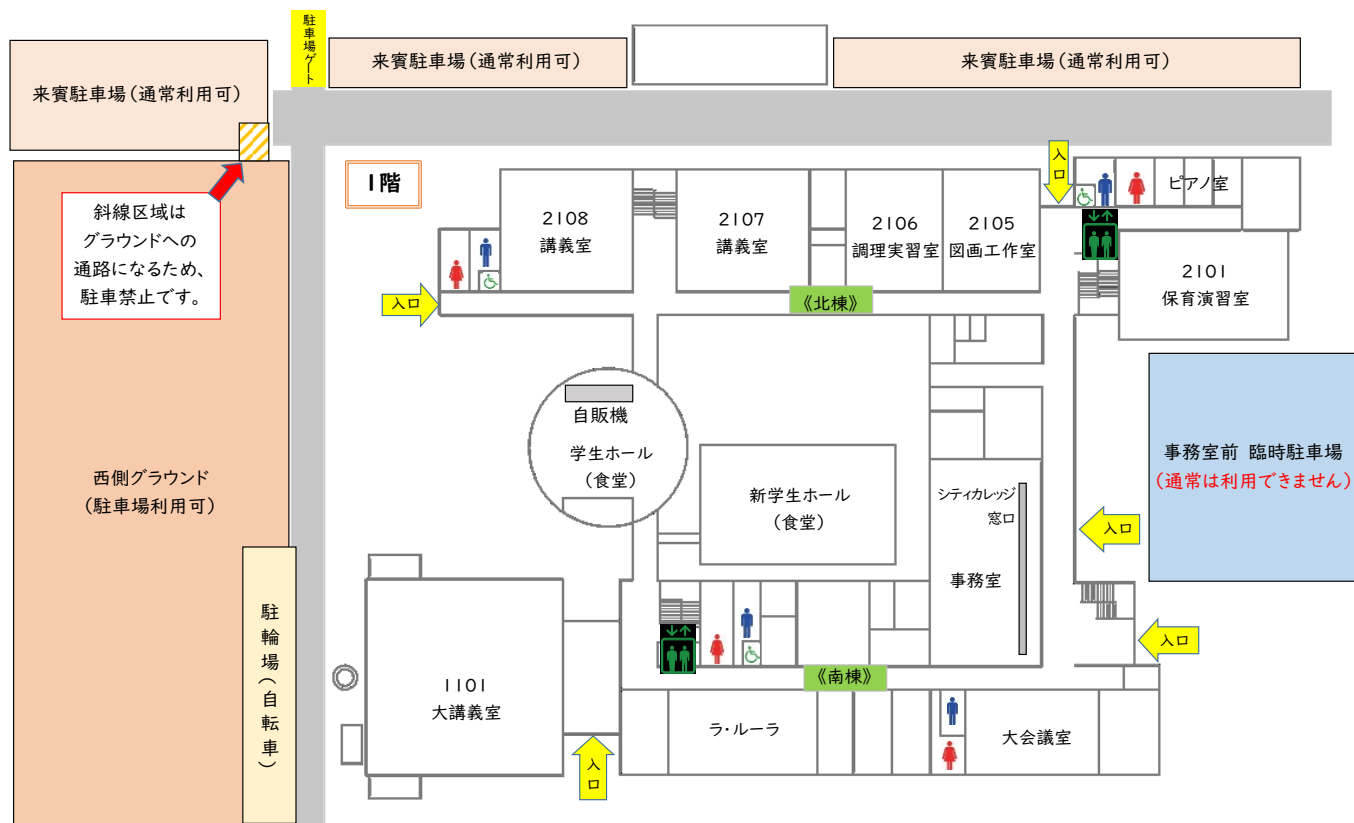 駐車場ゲート
来賓駐車場(通常利用可)
来賓駐車場(通常利用可)
来賓駐車場(通常利用可)
1階
斜線区域は
グラウンドへの
通路になるため、
駐車禁止です。
入口
ピアノ室
2108
講義室
2107
講義室
2106
調理実習室
2105
図画工作室
2101
保育演習室
入口
《北棟》
自販機
学生ホール
(食堂)
新学生ホール
(食堂)
シティカレッジ
窓口
事務室
事務室前 臨時駐車場
(通常は利用できません)
入口
入口
西側グラウンド
(駐車場利用可)
駐輪場(自転車)
1101
大講義室
《南棟》
ラ・ルーラ
大会議室
入口